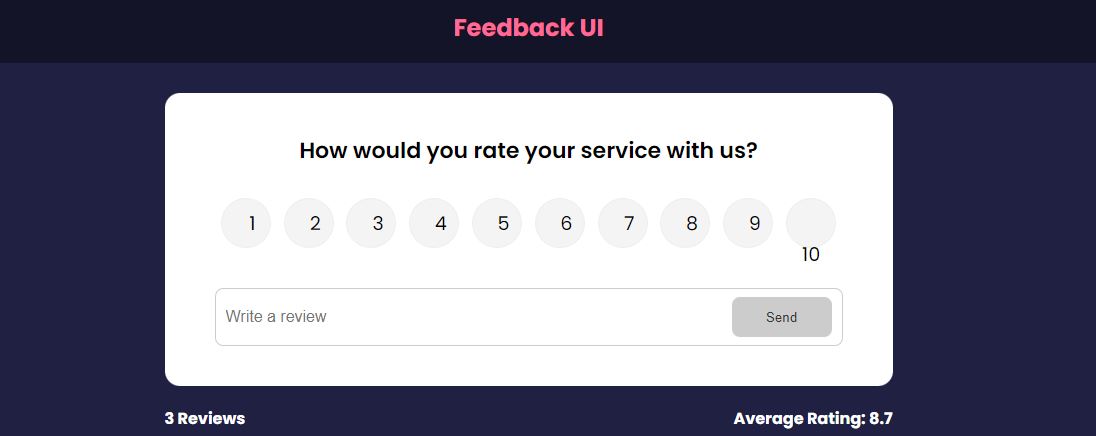 Feedback UI
How would you rate your service with us?
1 2 3 4 5 6 7 8 9 10
Write a review Send
3 Reviews Average Rating: 8.7